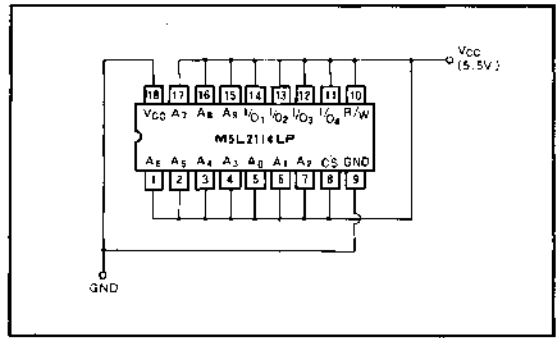 VCC
(5.5V)
18 17 16 15 14 13 12 11 10
VCC A7 A8 A9 I/O1 I/O2 I/O3 I/O4 R/W
M5L2114LP
A6 A5 A4 A3 A0 A1 A2 CS GND
1 2 3 4 5 6 7 8 9
GND